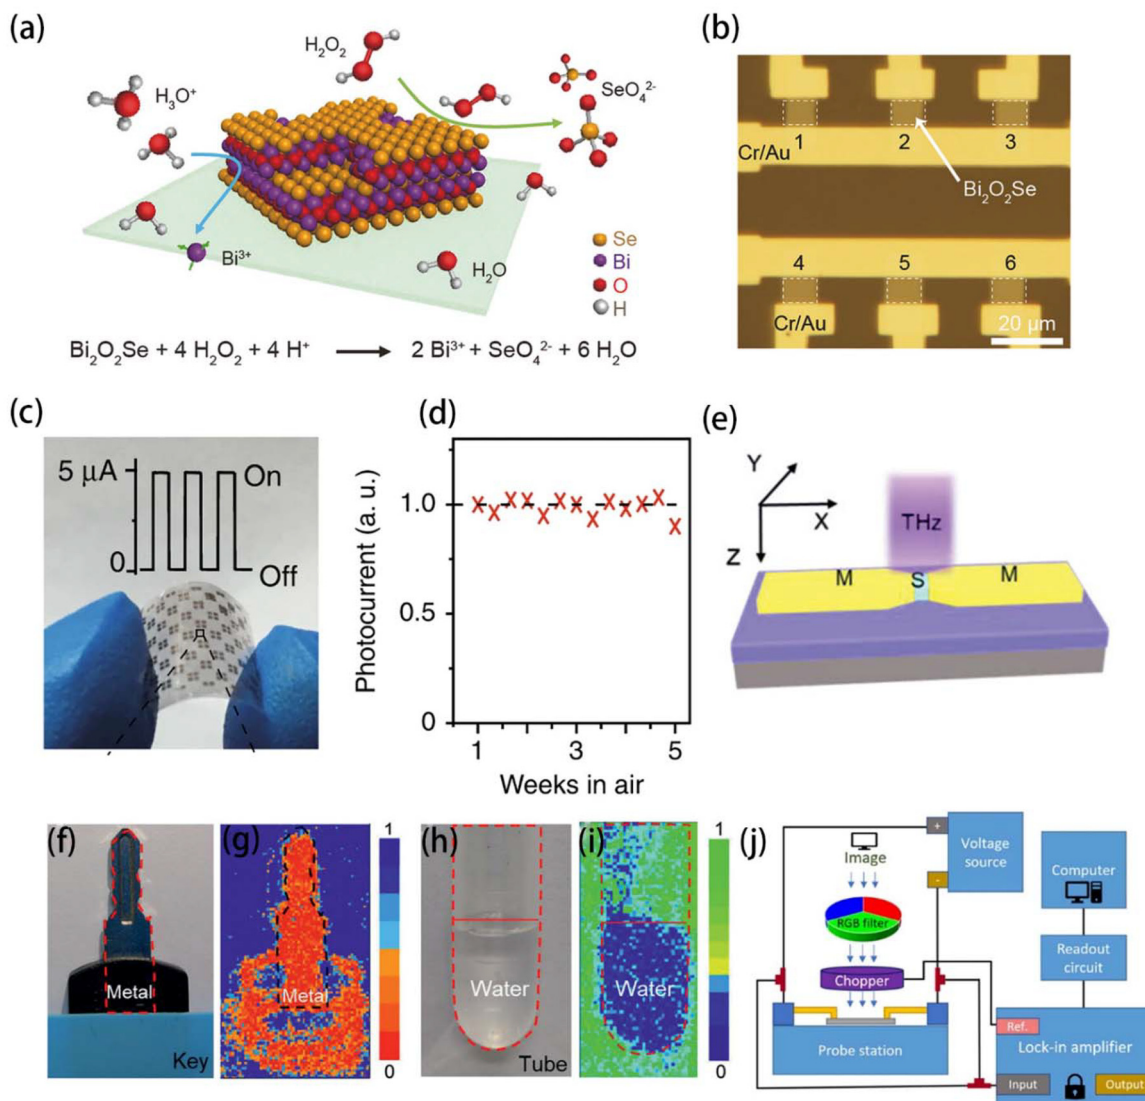 (a)
H₂O₂
SeO₄²⁻
H₃O⁺
Bi³⁺
H₂O
Se
Bi
O
H
Bi₂O₂Se + 4 H₂O₂ + 4 H⁺ ⟶ 2 Bi³⁺ + SeO₄²⁻ + 6 H₂O
(b)
1 2 3
Cr/Au
Bi₂O₂Se
4 5 6
Cr/Au
20 μm
(c)
5 μA
On
0
Off
(d)
Photocurrent (a. u.)
1.0
0.5
0
1 3 5
Weeks in air
(e)
Y
X
Z
THz
M S M
(f)
Metal
Key
(g)
Metal
1
0
(h)
Water
Tube
(i)
Water
1
0
(j)
Image
RGB filter
Chopper
Probe station
+
-
Voltage
source
Computer
Readout
circuit
Ref.
Lock-in amplifier
Input
Output